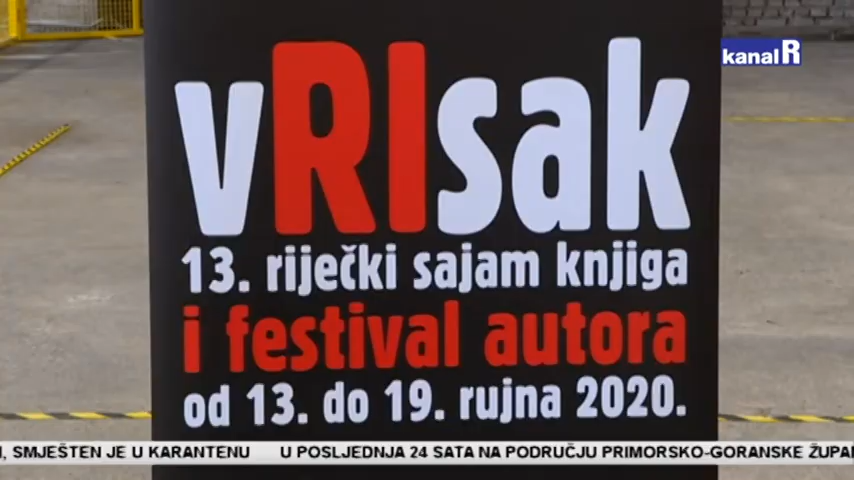 kanal R
vRIsak
13. riječki sajam knjiga
i festival autora
od 13. do 19. rujna 2020.
, SMJEŠTEN JE U KARANTENU U POSLJEDNJA 24 SATA NA PODRUČJU PRIMORSKO-GORANSKE